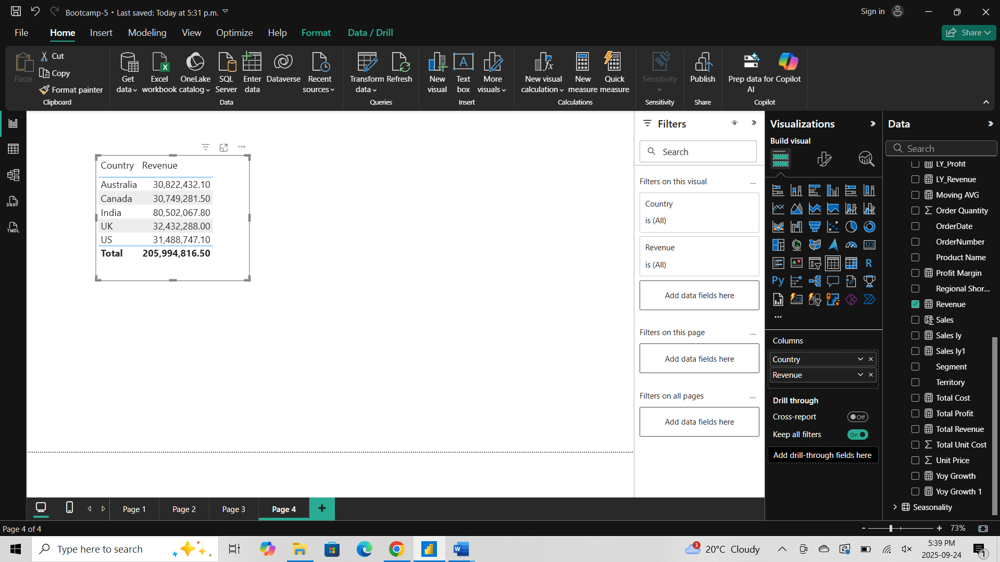 Bootcamp-5 • Last saved: Today at 5:31 p.m.
Sign in
File Home Insert Modeling View Optimize Help Format Data / Drill
Share
Paste
Cut
Copy
Format painter
Clipboard
Get data
Excel workbook
OneLake catalog
SQL Server
Enter data
Dataverse
Recent sources
Data
Transform data
Refresh
Queries
New visual
Text box
More visuals
Insert
New visual calculation
New measure
Quick measure
Calculations
Sensitivity
Sensitivity
Publish
Share
Prep data for AI
Copilot
Copilot
DAX
TMDL
Country Revenue
Australia 30,822,432.10
Canada 30,749,281.50
India 80,502,067.80
UK 32,432,288.00
US 31,488,747.10
Total 205,994,816.50
Filters
Search
Filters on this visual
Country
is (All)
Revenue
is (All)
Add data fields here
Filters on this page
Add data fields here
Filters on all pages
Add data fields here
Visualizations
Build visual
123
R
Py
123
Columns
Country
Revenue
Drill through
Cross-report
Off
Keep all filters
On
Add drill-through fields here
Data
Search
LY_Profit
LY_Revenue
Moving AVG
Order Quantity
OrderDate
OrderNumber
Product Name
Profit Margin
Regional Shor...
Revenue
Sales
Sales ly
Sales ly1
Segment
Territory
Total Cost
Total Profit
Total Revenue
Total Unit Cost
Unit Price
Yoy Growth
Yoy Growth 1
Seasonality
Page 1
Page 2
Page 3
Page 4
Page 4 of 4
- + 73%
Type here to search
3
20°C Cloudy
5:39 PM
2025-09-24
1